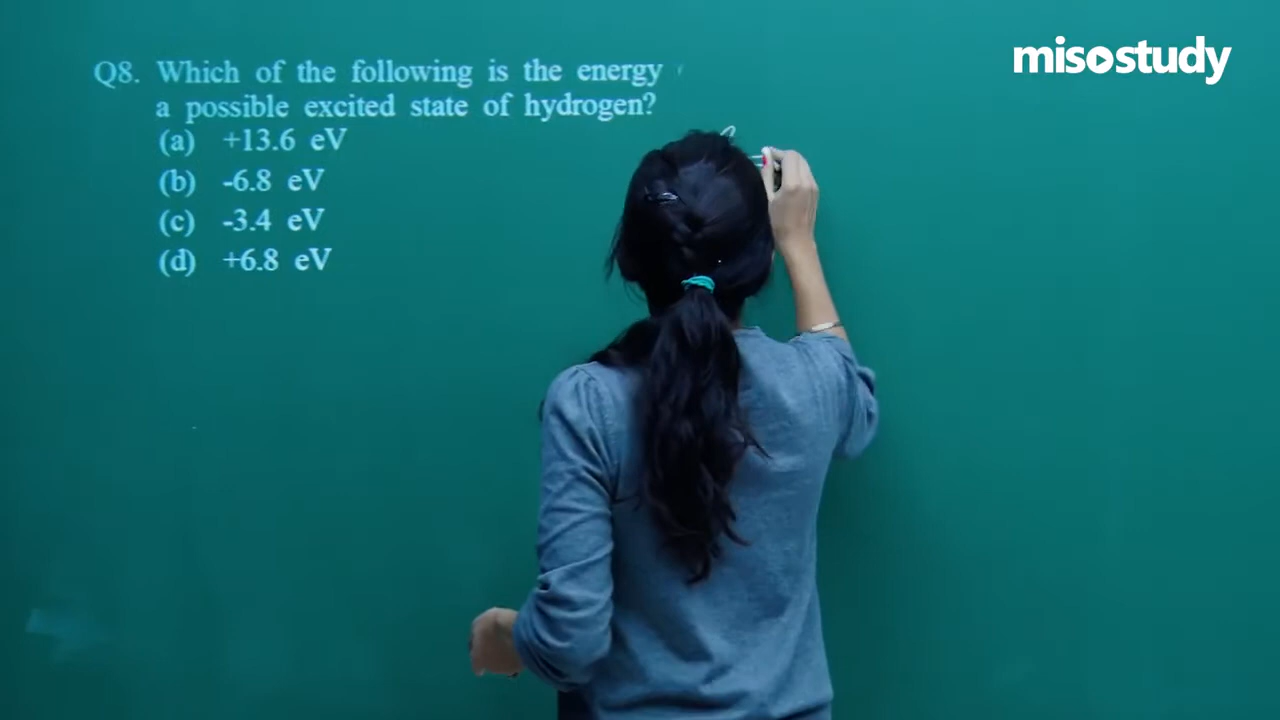 misostudy
Q8. Which of the following is the energy
a possible excited state of hydrogen?
(a) +13.6 eV
(b) -6.8 eV
(c) -3.4 eV
(d) +6.8 eV